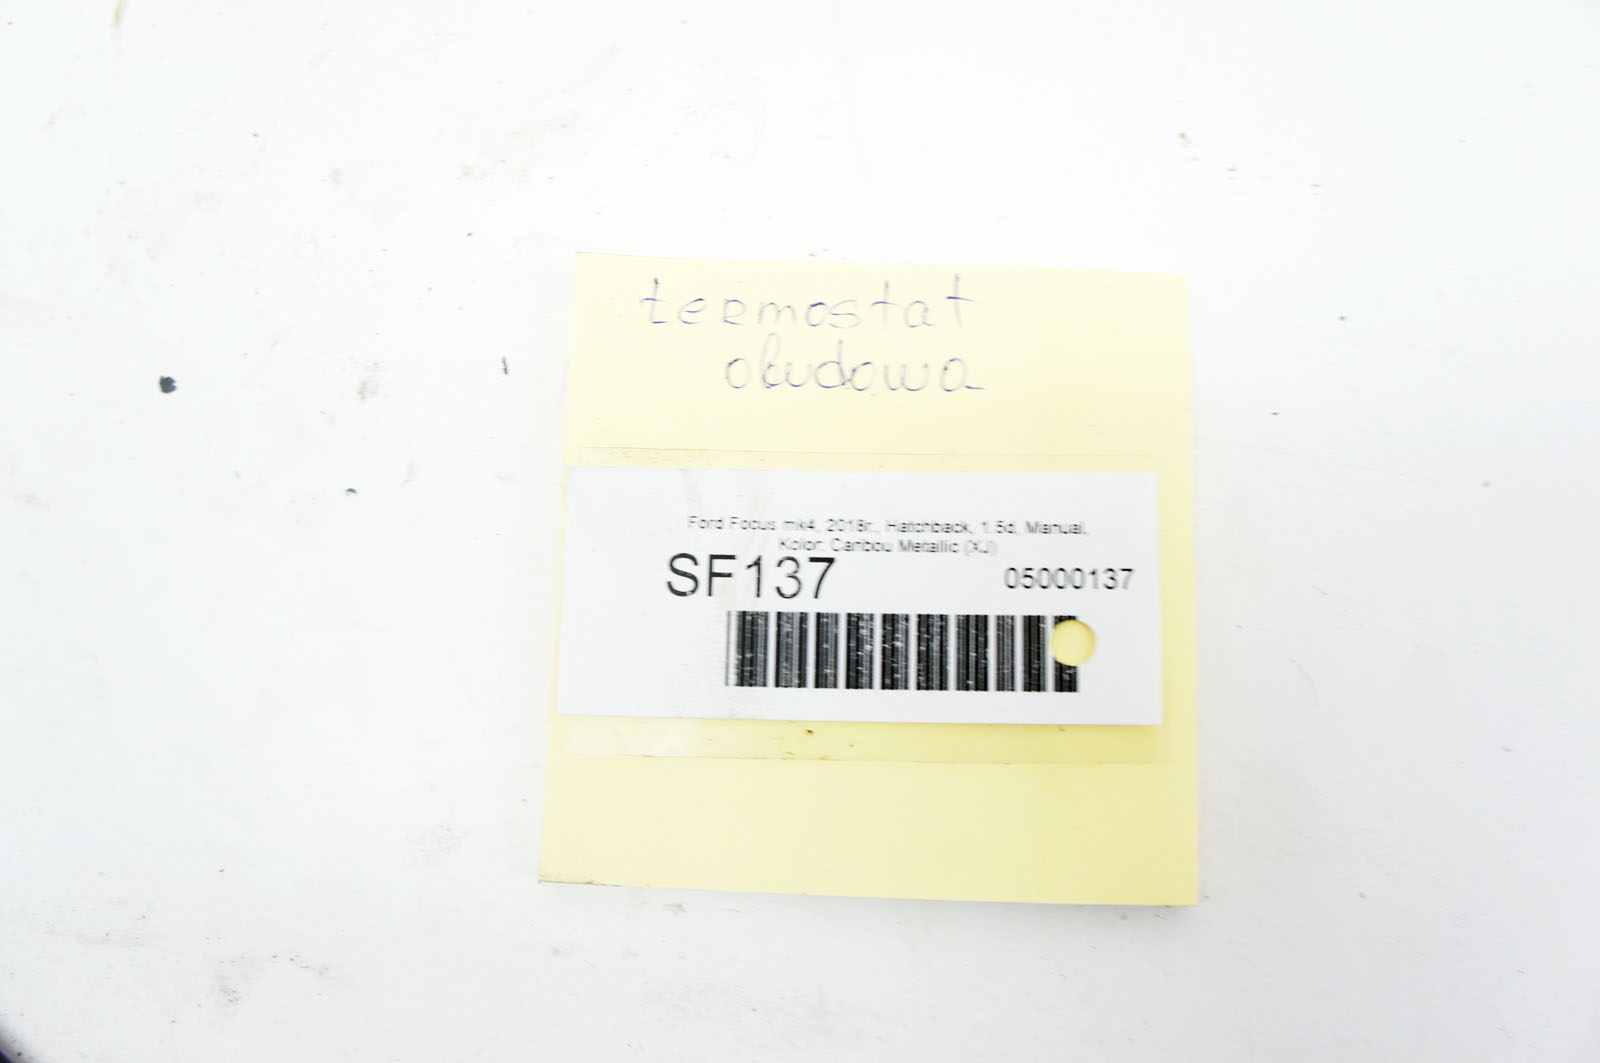 termostat
obudowa
Ford Focus mk4, 2018r., Hatchback, 1.5d, Manual,
Kolor: Caribou Metallic (XJ)
SF137 05000137